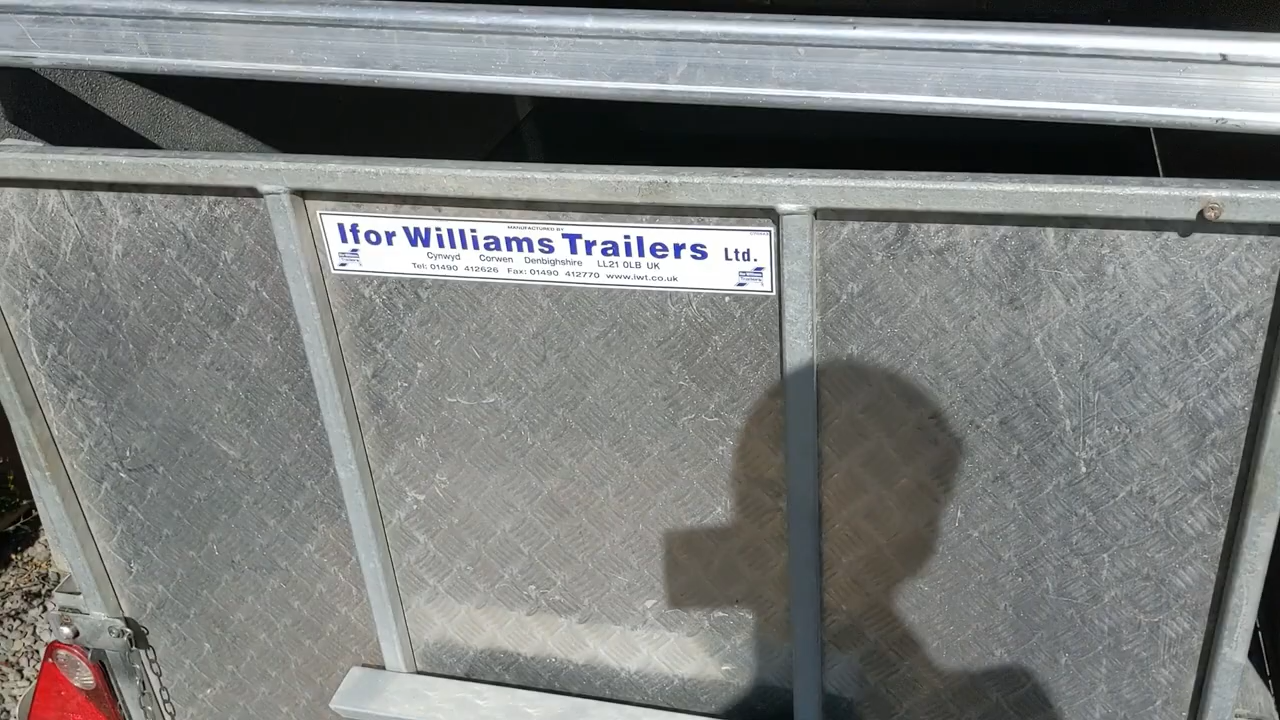 MANUFACTURED BY
Ifor Williams Trailers Ltd.
Cynwyd Corwen Denbighshire LL21 0LB UK
Tel: 01490 412626 Fax: 01490 412770 www.iwt.co.uk